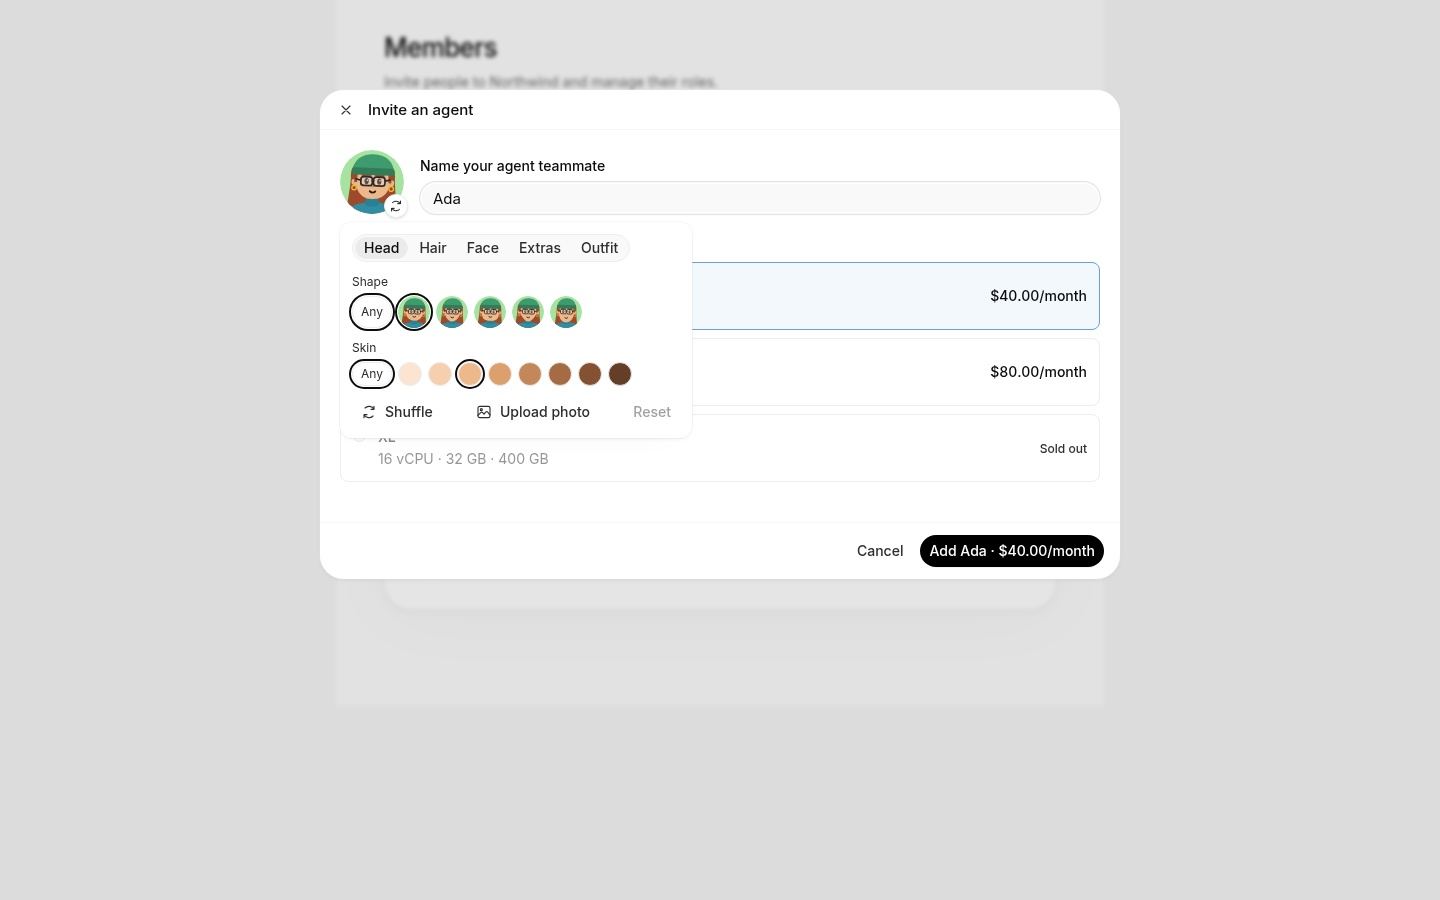 Members
Invite people to Northwind and manage their roles.
Invite an agent
Name your agent teammate
Ada
Head Hair Face Extras Outfit
Shape
Any
Skin
Any
Shuffle Upload photo Reset
$40.00/month
$80.00/month
XL
16 vCPU · 32 GB · 400 GB
Sold out
Cancel
Add Ada · $40.00/month